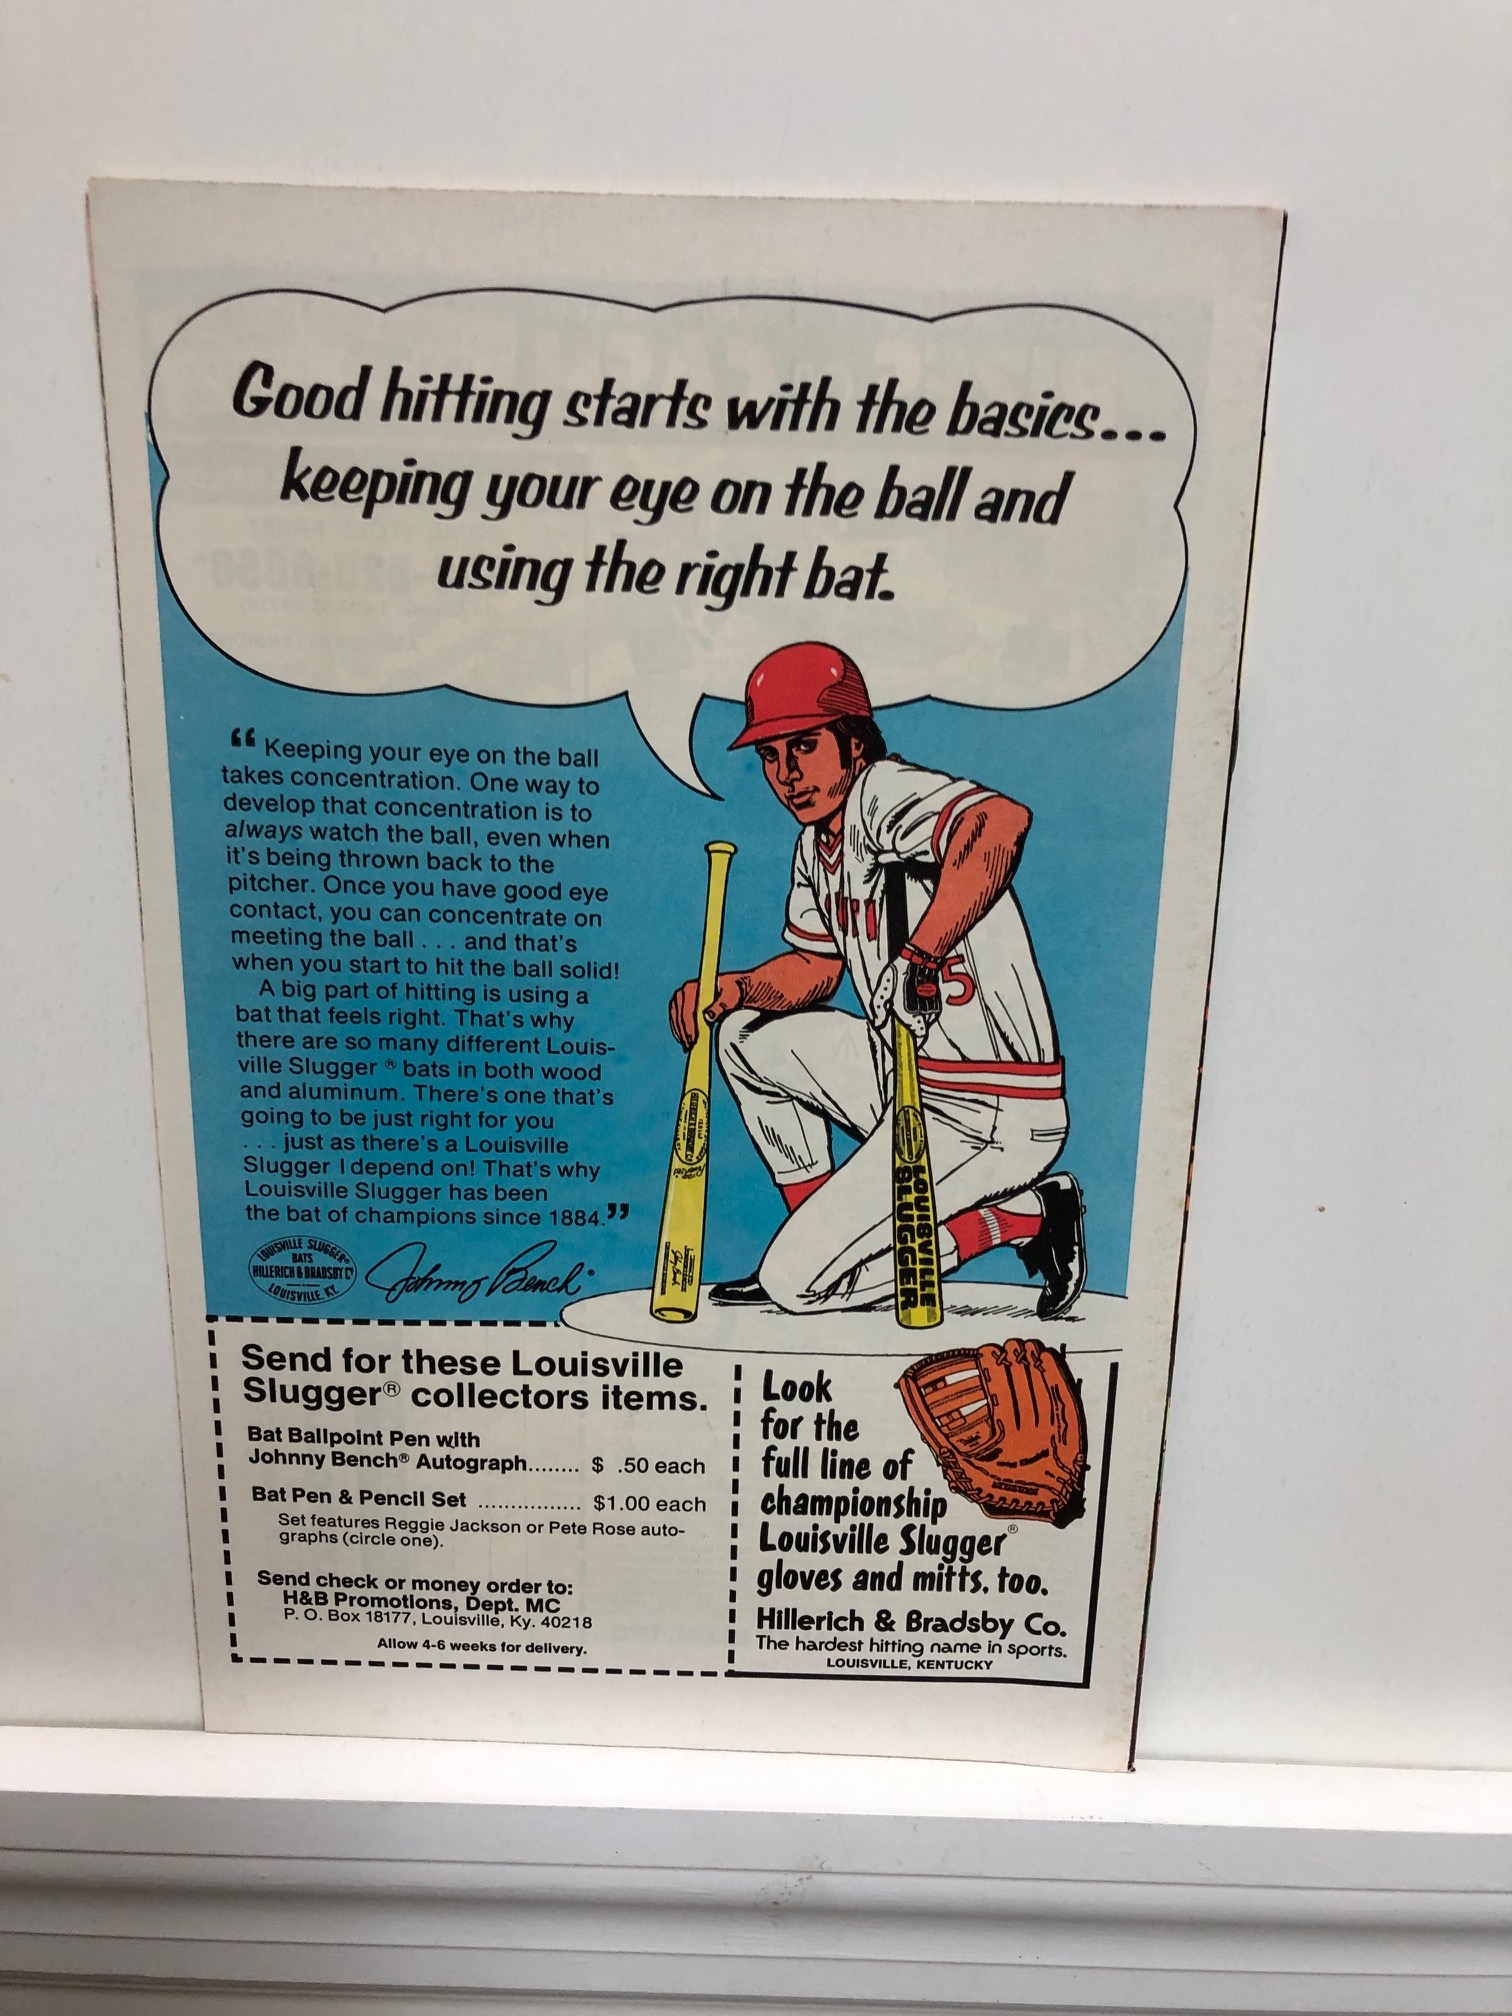 Good hitting starts with the basics...
keeping your eye on the ball and
using the right bat.
“ Keeping your eye on the ball
takes concentration. One way to
develop that concentration is to
always watch the ball, even when
it's being thrown back to the
pitcher. Once you have good eye
contact, you can concentrate on
meeting the ball . . . and that's
when you start to hit the ball solid!
A big part of hitting is using a
bat that feels right. That's why
there are so many different Louis-
ville Slugger ® bats in both wood
and aluminum. There's one that's
going to be just right for you
. . . just as there's a Louisville
Slugger I depend on! That's why
Louisville Slugger has been
the bat of champions since 1884.”
LOUISVILLE SLUGGER®
BATS
HILLERICH & BRADSBY Co
LOUISVILLE, KY.
Johnny Bench
5
LOUISVILLE
SLUGGER
Send for these Louisville
Slugger® collectors items.
Bat Ballpoint Pen with
Johnny Bench® Autograph........ $ .50 each
Bat Pen & Pencil Set ................ $1.00 each
Set features Reggie Jackson or Pete Rose auto-
graphs (circle one).
Send check or money order to:
H&B Promotions, Dept. MC
P. O. Box 18177, Louisville, Ky. 40218
Allow 4-6 weeks for delivery.
Look
for the
full line of
championship
Louisville Slugger®
gloves and mitts, too.
Hillerich & Bradsby Co.
The hardest hitting name in sports.
LOUISVILLE, KENTUCKY